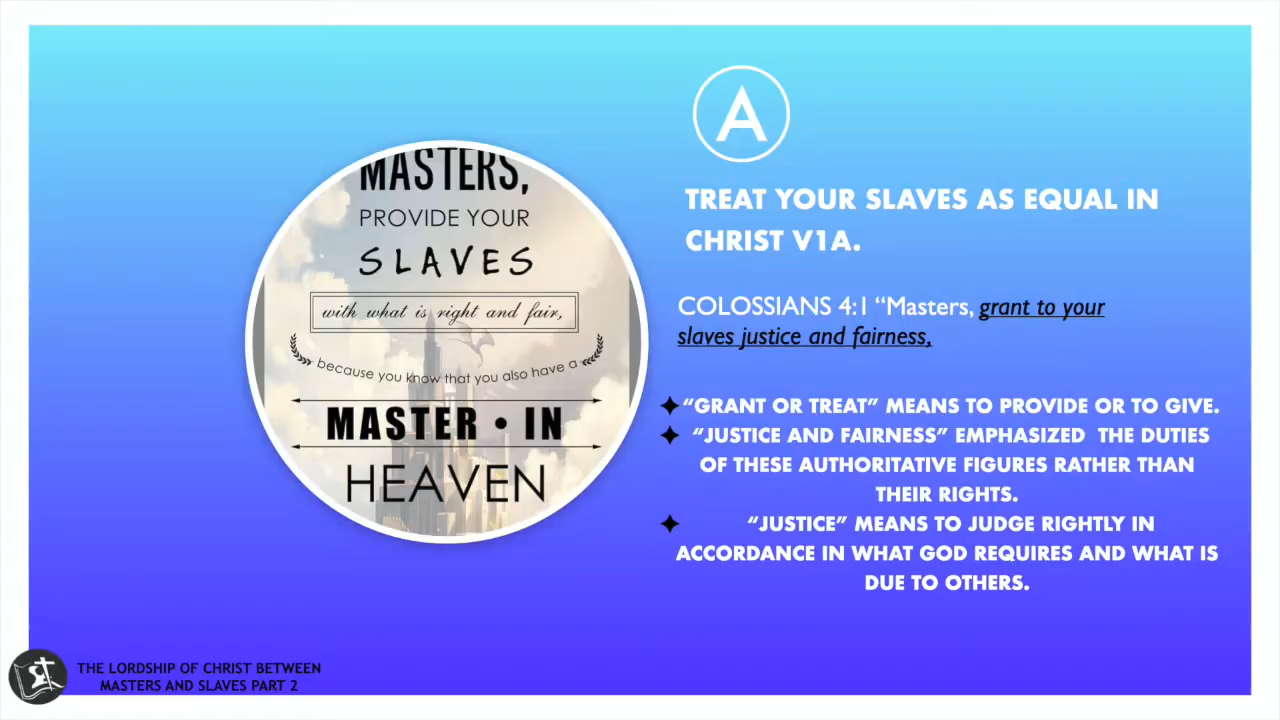 MASTERS,
PROVIDE YOUR
SLAVES
with what is right and fair,
because you know that you also have a
MASTER • IN
HEAVEN
A
TREAT YOUR SLAVES AS EQUAL IN
CHRIST V1A.
COLOSSIANS 4:1 “Masters, grant to your
slaves justice and fairness,
✦“GRANT OR TREAT” MEANS TO PROVIDE OR TO GIVE.
✦ “JUSTICE AND FAIRNESS” EMPHASIZED THE DUTIES
OF THESE AUTHORITATIVE FIGURES RATHER THAN
THEIR RIGHTS.
✦ “JUSTICE” MEANS TO JUDGE RIGHTLY IN
ACCORDANCE IN WHAT GOD REQUIRES AND WHAT IS
DUE TO OTHERS.
THE LORDSHIP OF CHRIST BETWEEN
MASTERS AND SLAVES PART 2